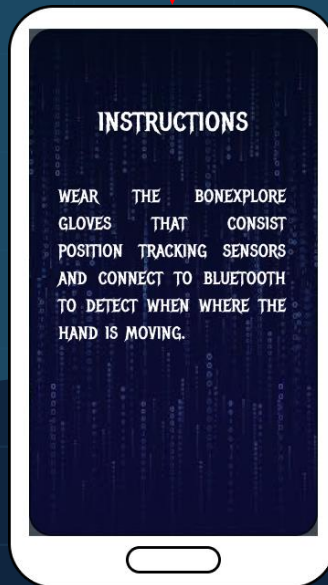 INSTRUCTIONS
WEAR THE BONEXPLORE
GLOVES THAT CONSIST
POSITION TRACKING SENSORS
AND CONNECT TO BLUETOOTH
TO DETECT WHEN WHERE THE
HAND IS MOVING.